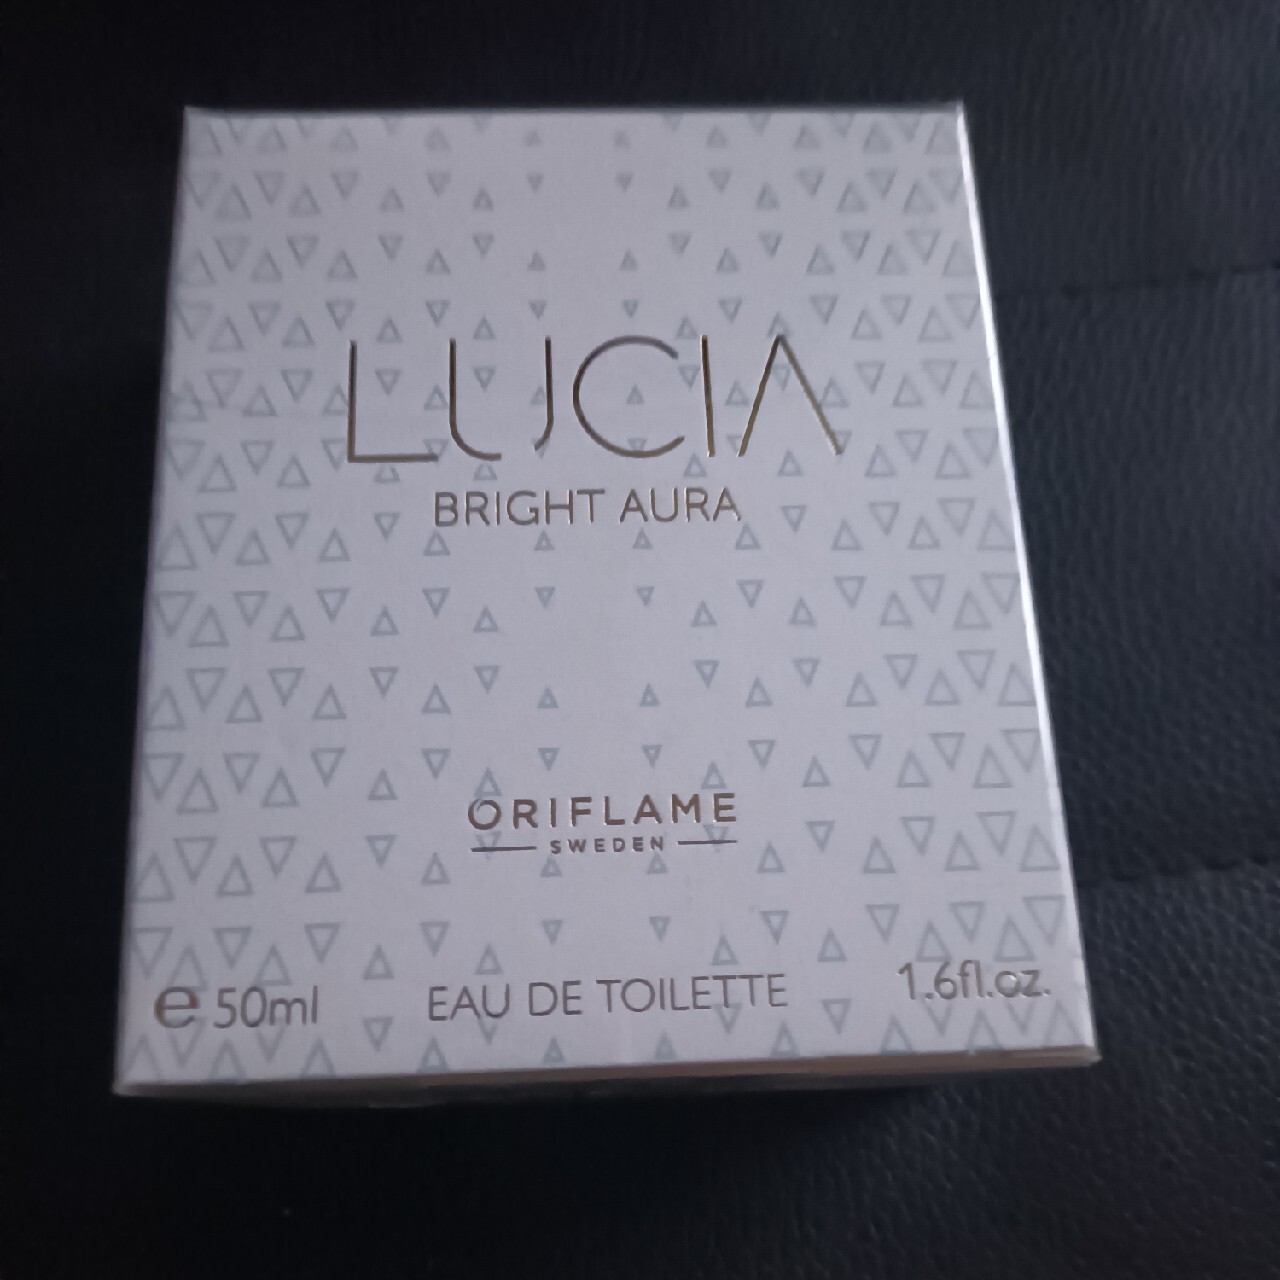 LUCIA
BRIGHT AURA
ORIFLAME
SWEDEN
℮ 50ml EAU DE TOILETTE 1.6fl.oz.